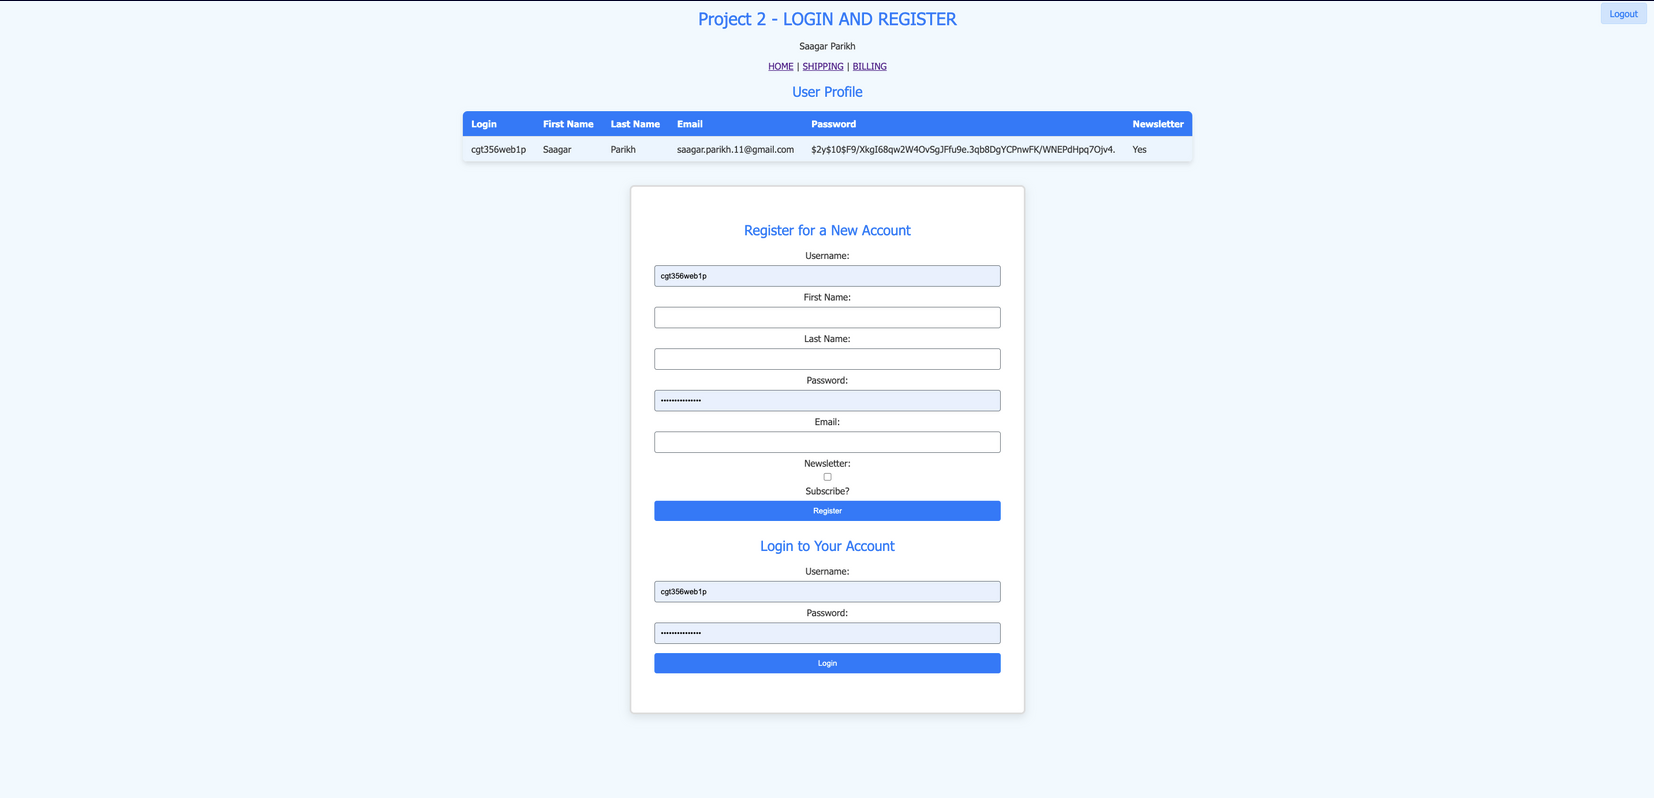 Logout
Project 2 - LOGIN AND REGISTER
Saagar Parikh
HOME | SHIPPING | BILLING
User Profile
Login First Name Last Name Email Password Newsletter
cgt356web1p Saagar Parikh saagar.parikh.11@gmail.com $2y$10$F9/XkgI68qw2W4OvSgJFfu9e.3qb8DgYCPnwFK/WNEPdHpq7Ojv4. Yes
Register for a New Account
Username:
cgt356web1p
First Name:
Last Name:
Password:
•••••••••••••••
Email:
Newsletter:
Subscribe?
Register
Login to Your Account
Username:
cgt356web1p
Password:
•••••••••••••••
Login